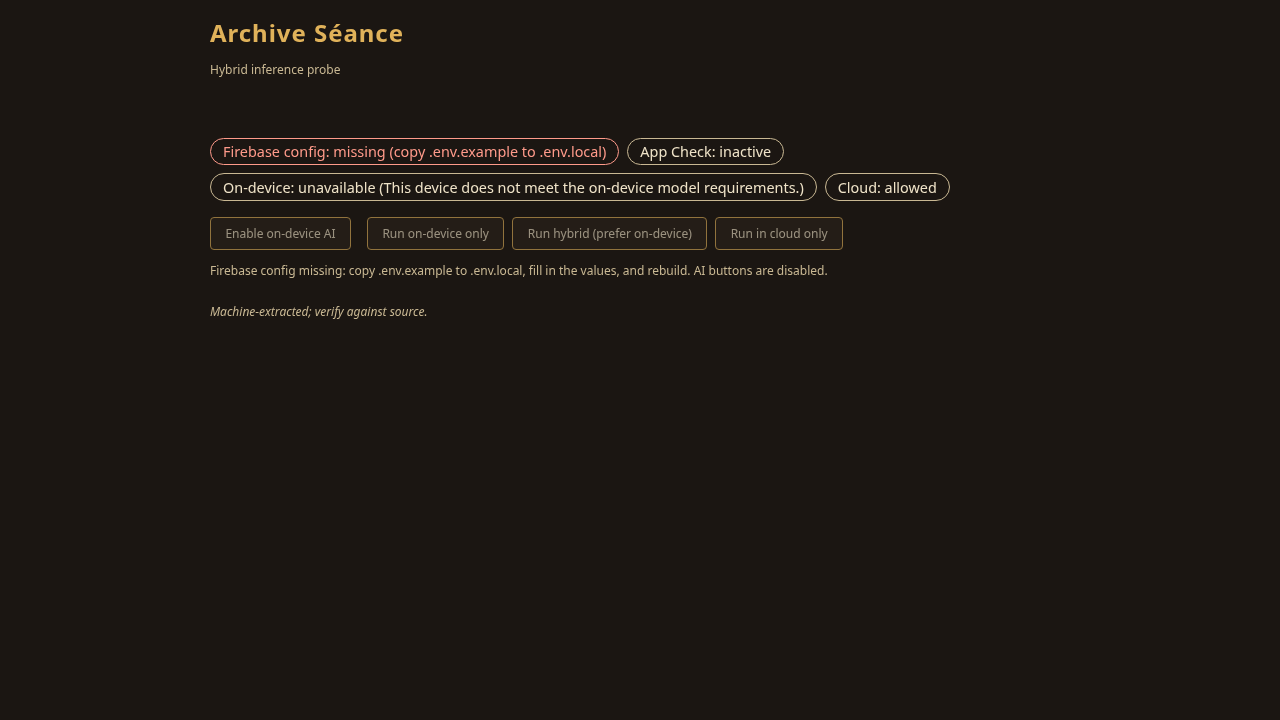 Archive Séance
Hybrid inference probe
Firebase config: missing (copy .env.example to .env.local) App Check: inactive
On-device: unavailable (This device does not meet the on-device model requirements.) Cloud: allowed
Enable on-device AI Run on-device only Run hybrid (prefer on-device) Run in cloud only
Firebase config missing: copy .env.example to .env.local, fill in the values, and rebuild. AI buttons are disabled.
Machine-extracted; verify against source.